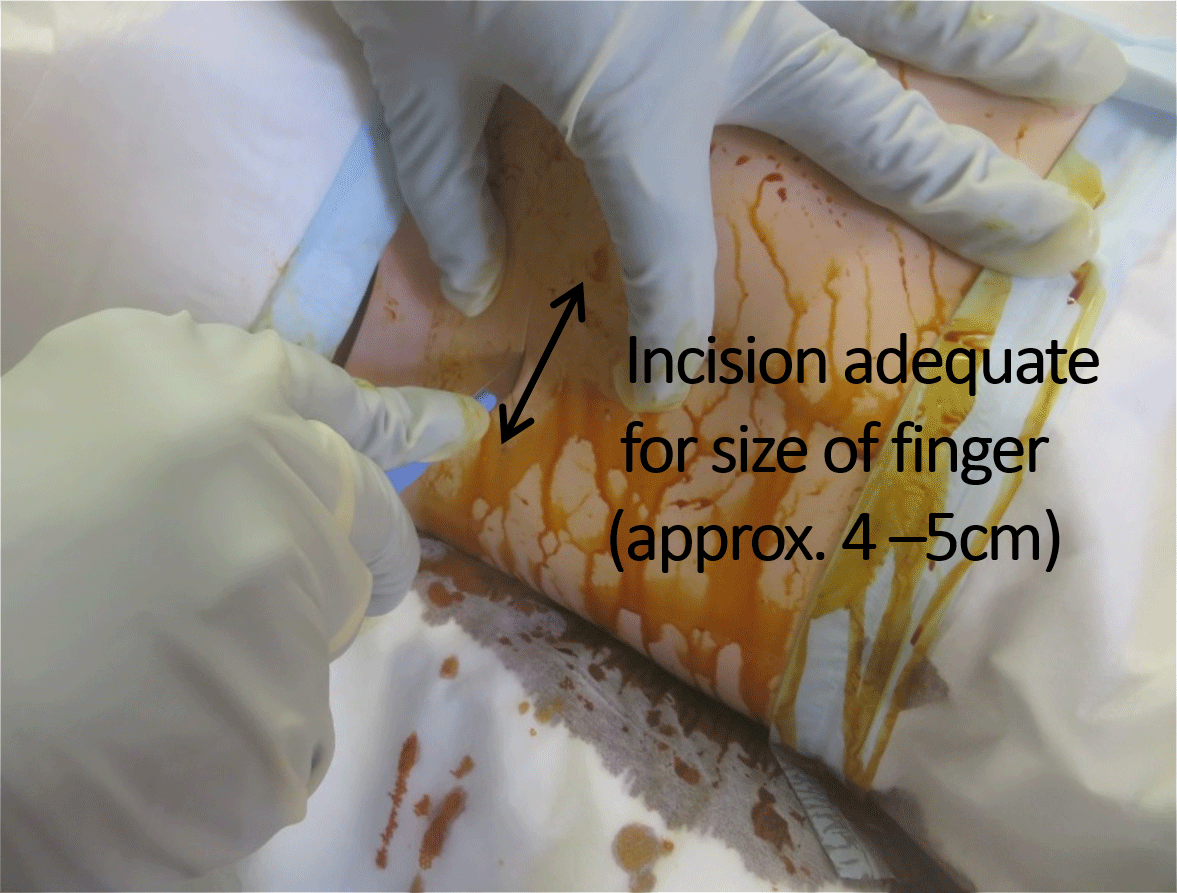 Incision adequate
for size of finger
(approx. 4 –5cm)